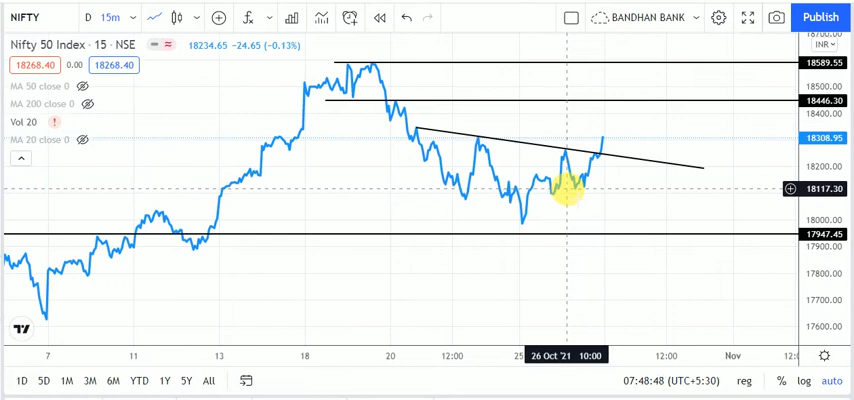 NIFTY D 15m BANDHAN BANK Publish
Nifty 50 Index · 15 · NSE 18234.65 −24.65 (−0.13%)
18268.40 0.00 18268.40
MA 50 close 0
MA 200 close 0
Vol 20 !
MA 20 close 0
18700.00
INR
18589.55
18500.00
18446.30
18400.00
18308.95
18200.00
18117.30
18000.00
17947.45
17900.00
17800.00
17700.00
17600.00
7 11 13 18 20 12:00 25 26 Oct '21 10:00 12:00 Nov 12:
1D 5D 1M 3M 6M YTD 1Y 5Y All 07:48:48 (UTC+5:30) reg % log auto